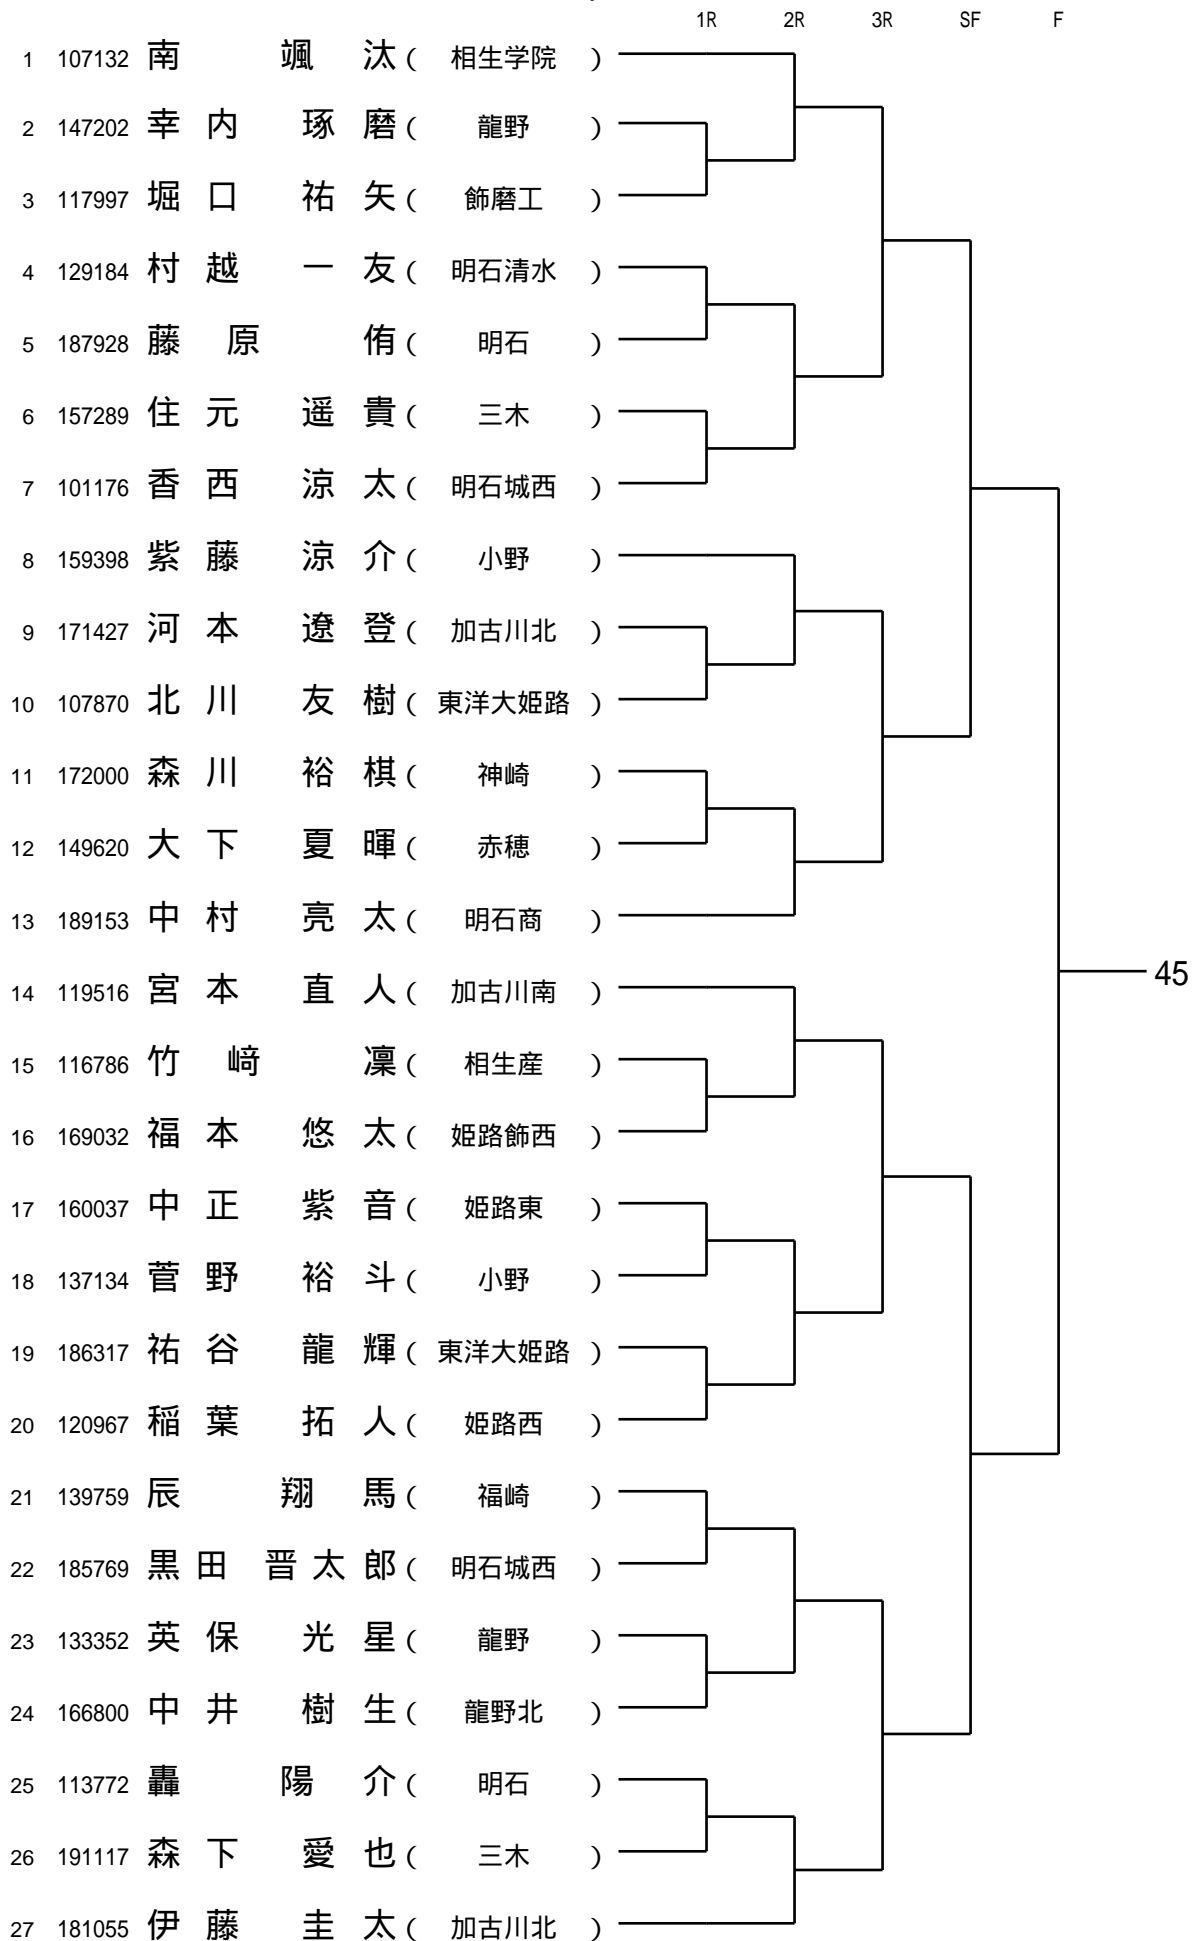 1R 2R 3R SF F
1 107132 南 颯 汰 ( 相生学院 )
2 147202 幸 内 琢 磨 ( 龍野 )
3 117997 堀 口 祐 矢 ( 飾磨工 )
4 129184 村 越 一 友 ( 明石清水 )
5 187928 藤 原 侑 ( 明石 )
6 157289 住 元 遥 貴 ( 三木 )
7 101176 香 西 涼 太 ( 明石城西 )
8 159398 紫 藤 涼 介 ( 小野 )
9 171427 河 本 遼 登 ( 加古川北 )
10 107870 北 川 友 樹 ( 東洋大姫路 )
11 172000 森 川 裕 棋 ( 神崎 )
12 149620 大 下 夏 暉 ( 赤穂 )
13 189153 中 村 亮 太 ( 明石商 )
45
14 119516 宮 本 直 人 ( 加古川南 )
15 116786 竹 﨑 凜 ( 相生産 )
16 169032 福 本 悠 太 ( 姫路飾西 )
17 160037 中 正 紫 音 ( 姫路東 )
18 137134 菅 野 裕 斗 ( 小野 )
19 186317 祐 谷 龍 輝 ( 東洋大姫路 )
20 120967 稲 葉 拓 人 ( 姫路西 )
21 139759 辰 翔 馬 ( 福崎 )
22 185769 黒 田 晋 太 郎 ( 明石城西 )
23 133352 英 保 光 星 ( 龍野 )
24 166800 中 井 樹 生 ( 龍野北 )
25 113772 轟 陽 介 ( 明石 )
26 191117 森 下 愛 也 ( 三木 )
27 181055 伊 藤 圭 太 ( 加古川北 )